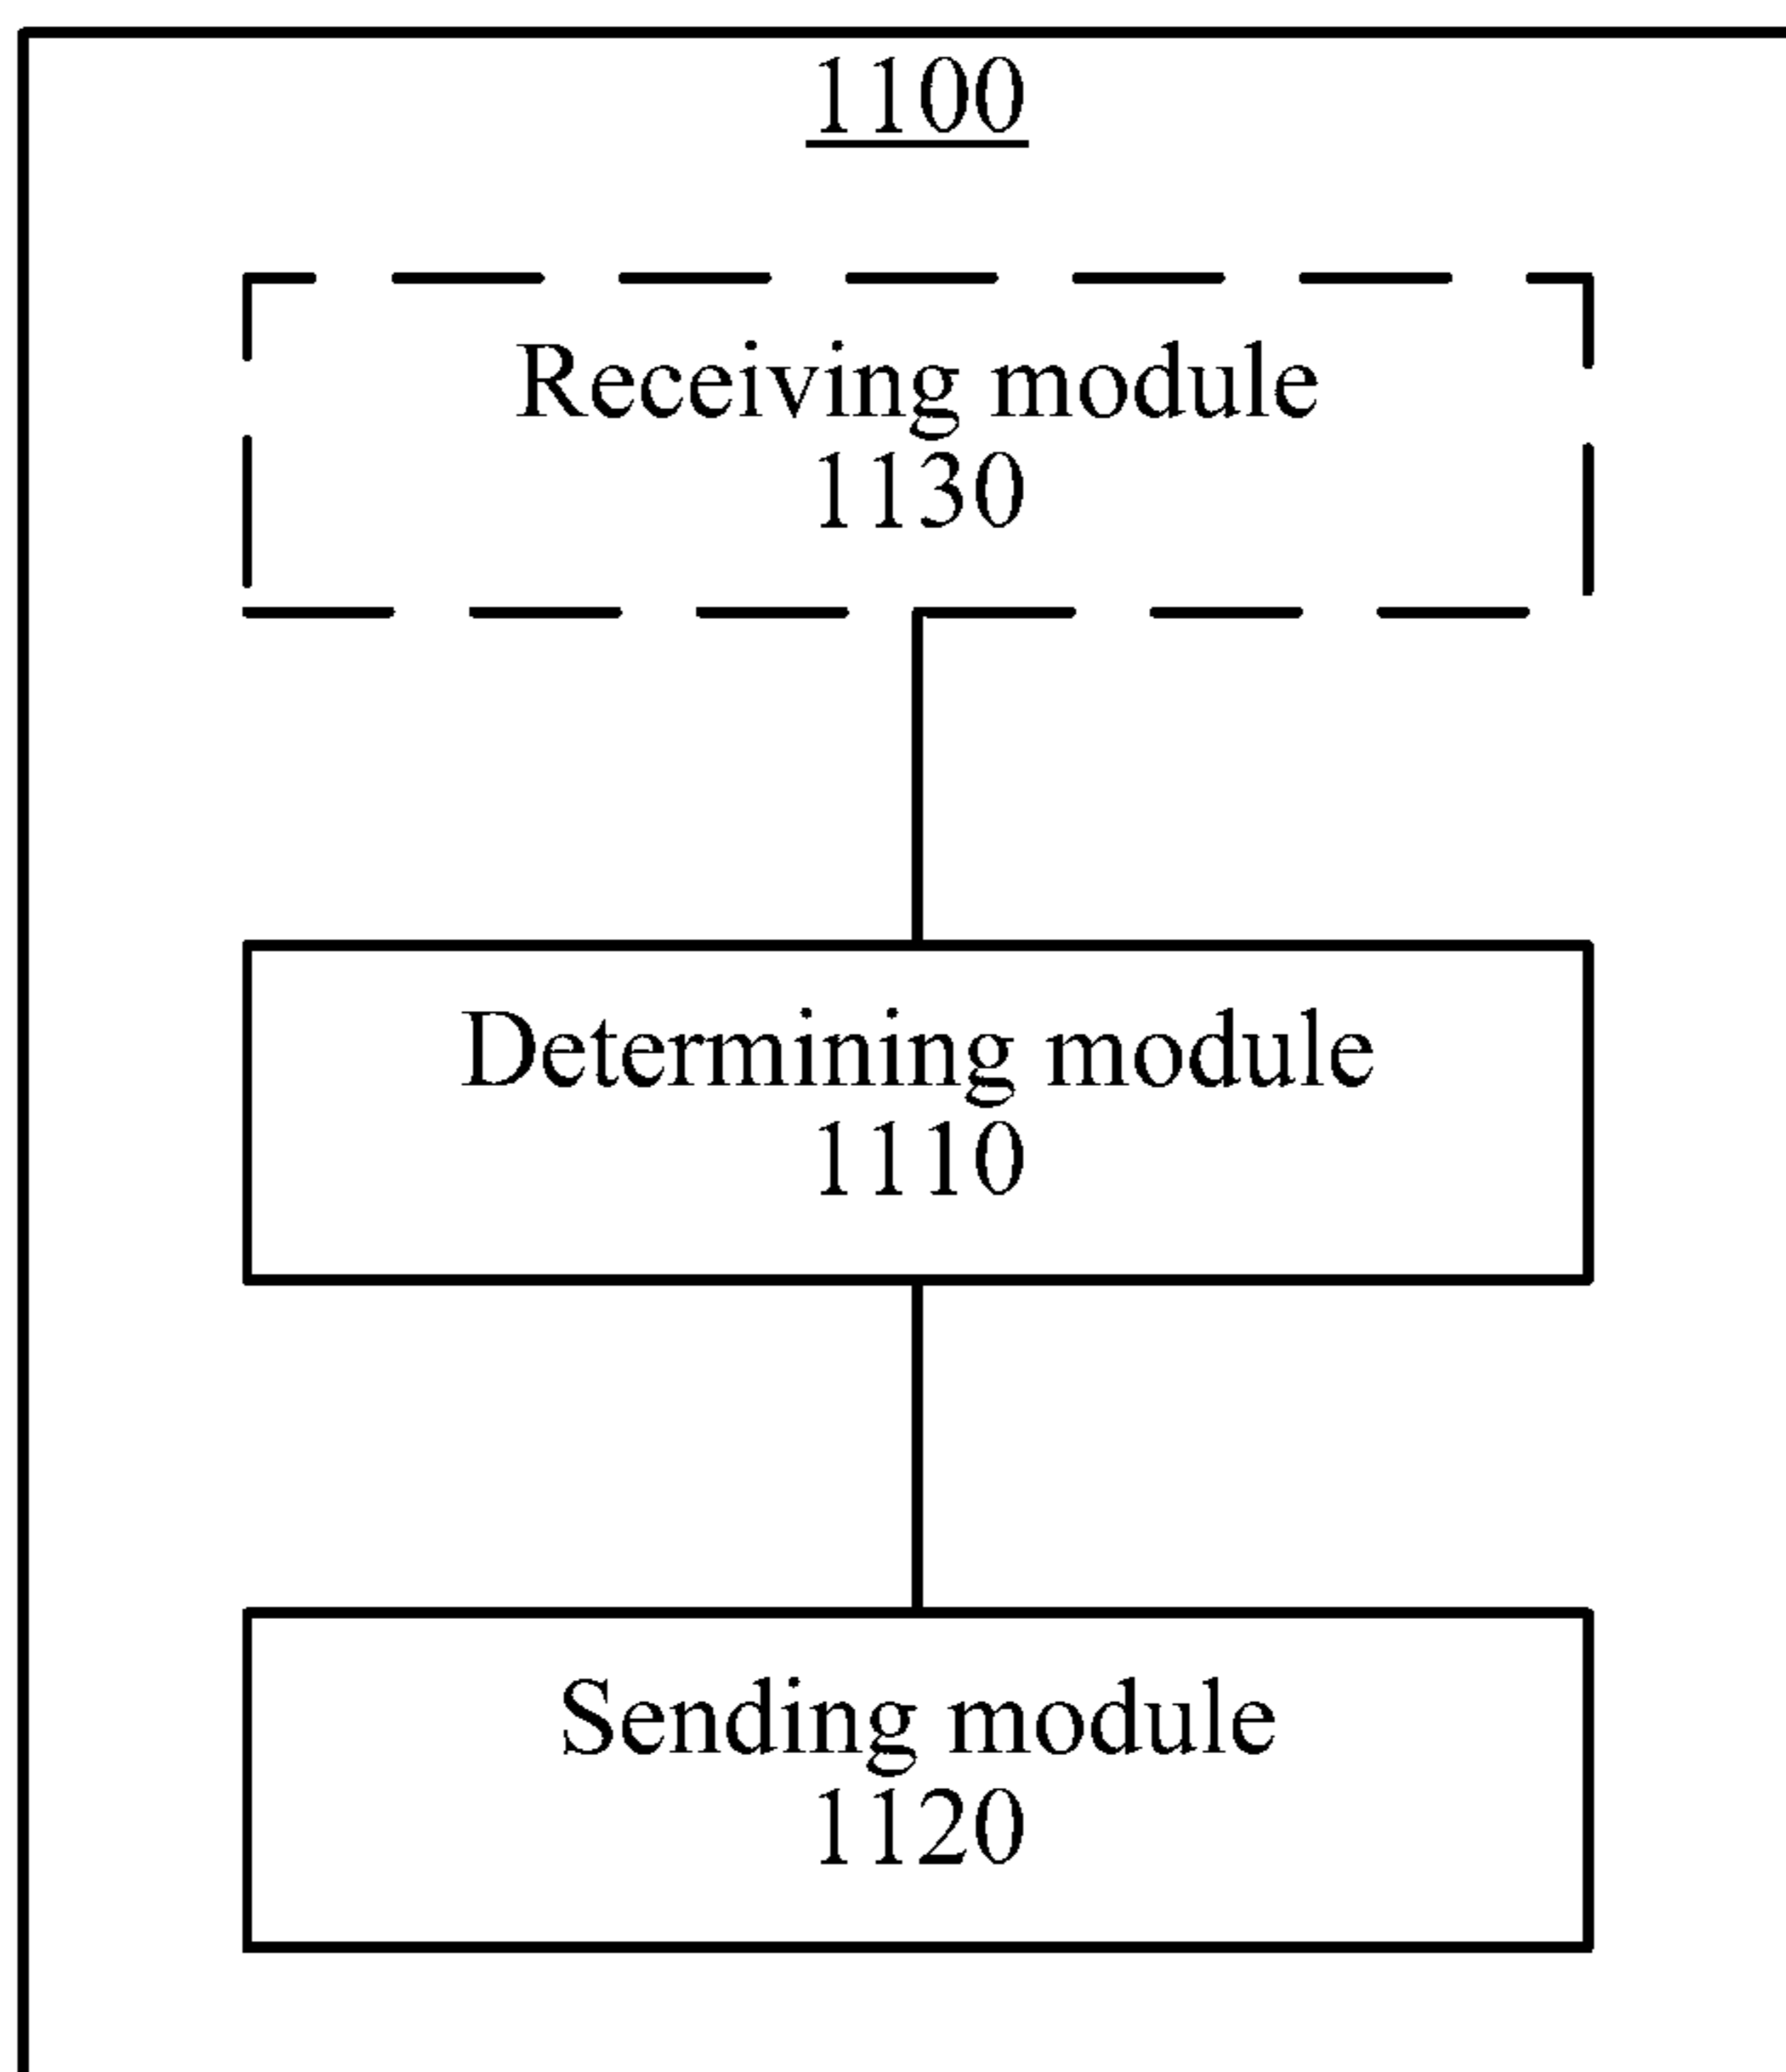 1100
Receiving module
1130
Determining module
1110
Sending module
1120